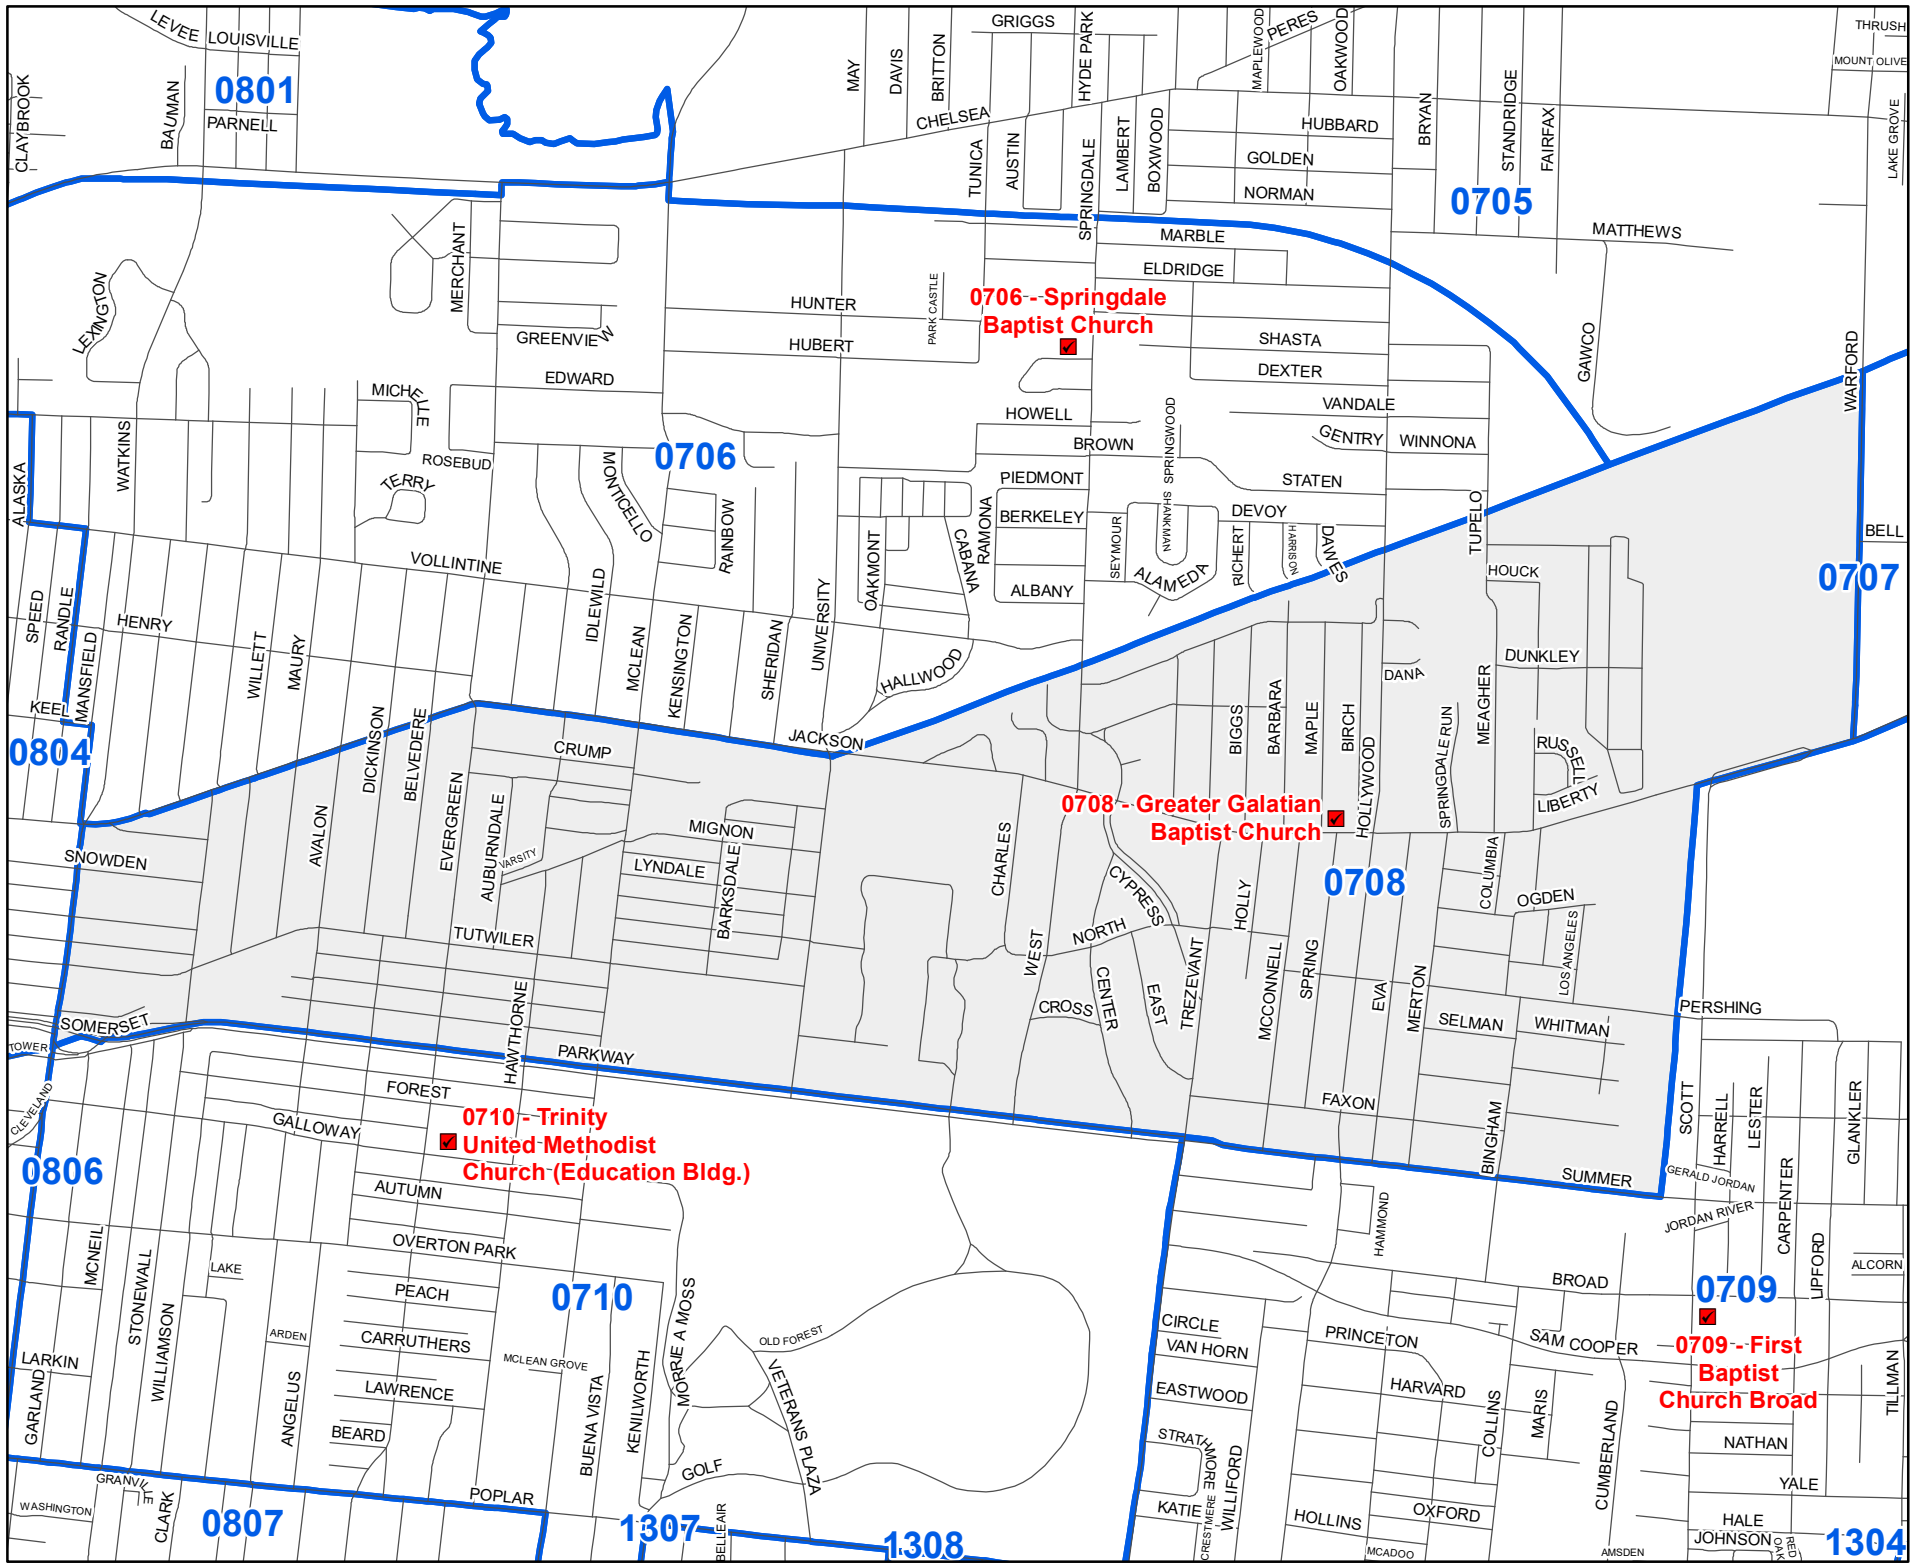 LEVEE
LOUISVILLE
0801
CLAYBROOK
BAUMAN
PARNELL
MAY
DAVIS
BRITTON
GRIGGS
HYDE PARK
CHELSEA
TUNICA
AUSTIN
SPRINGDALE
LAMBERT
BOXWOOD
MAPLEWOOD
PERES
OAKWOOD
HUBBARD
GOLDEN
NORMAN
BRYAN
STANDRIDGE
FAIRFAX
0705
MATTHEWS
THRUSH
MOUNT OLIVE
LAKE GROVE
MERCHANT
LEXINGTON
GREENVIEW
EDWARD
MICHELLE
ROSEBUD
TERRY
WATKINS
ALASKA
HUNTER
HUBERT
PARK CASTLE
MARBLE
ELDRIDGE
0706 - Springdale
Baptist Church
SHASTA
DEXTER
VANDALE
GENTRY
WINNONA
GAWCO
WARFORD
HOWELL
BROWN
SPRINGWOOD
SHANKMAN
PIEDMONT
BERKELEY
STATEN
DEVOY
0706
MONTICELLO
RAINBOW
OAKMONT
CABANA
RAMONA
ALBANY
SEYMOUR
ALAMEDA
RICHERT
HARRISON
DAWES
TUPELO
HOUCK
BELL
0707
VOLLINTINE
SPEED
RANDLE
MANSFIELD
HENRY
KEEL
0804
WILLETT
MAURY
IDLEWILD
MCLEAN
KENSINGTON
SHERIDAN
UNIVERSITY
HALLWOOD
JACKSON
DICKINSON
BELVEDERE
CRUMP
EVERGREEN
AUBURNDALE
AVALON
VARSITY
MIGNON
LYNDALE
BARKSDALE
SNOWDEN
TUTWILER
HAWTHORNE
BIGGS
BARBARA
MAPLE
BIRCH
HOLLYWOOD
DANA
SPRINGDALE RUN
MEAGHER
DUNKLEY
RUSSELL
LIBERTY
0708 - Greater Galatian
Baptist Church
0708
CHARLES
CYPRESS
HOLLY
COLUMBIA
OGDEN
LOS ANGELES
WEST
NORTH
CENTER
EAST
TREZEVANT
CROSS
MCCONNELL
SPRING
EVA
MERTON
SELMAN
WHITMAN
PERSHING
SOMERSET
TOWER
CLEVELAND
PARKWAY
FOREST
GALLOWAY
0710 - Trinity
United Methodist
Church (Education Bldg.)
0806
AUTUMN
OVERTON PARK
FAXON
BINGHAM
SUMMER
SCOTT
HARRELL
LESTER
GLANKLER
GERALD JORDAN
JORDAN RIVER
CARPENTER
LIPFORD
ALCORN
MCNEIL
STONEWALL
WILLIAMSON
LAKE
PEACH
ARDEN
CARRUTHERS
LAWRENCE
BEARD
ANGELUS
LARKIN
GARLAND
0710
MCLEAN GROVE
BUENA VISTA
KENILWORTH
MORRIE A MOSS
OLD FOREST
VETERANS PLAZA
GOLF
POPLAR
HAMMOND
BROAD
0709
0709 - First
Baptist
Church Broad
CIRCLE
VAN HORN
EASTWOOD
STRATHMORE
KATIE
CRESTMERE
WILLIFORD
PRINCETON
SAM COOPER
HARVARD
COLLINS
MARIS
CUMBERLAND
TILLMAN
NATHAN
YALE
HALE
JOHNSON
RED OAK
OXFORD
HOLLINS
MCADOO
AMSDEN
1304
GRANVILLE
WASHINGTON
CLARK
0807
1307
BELLEAIR
1308